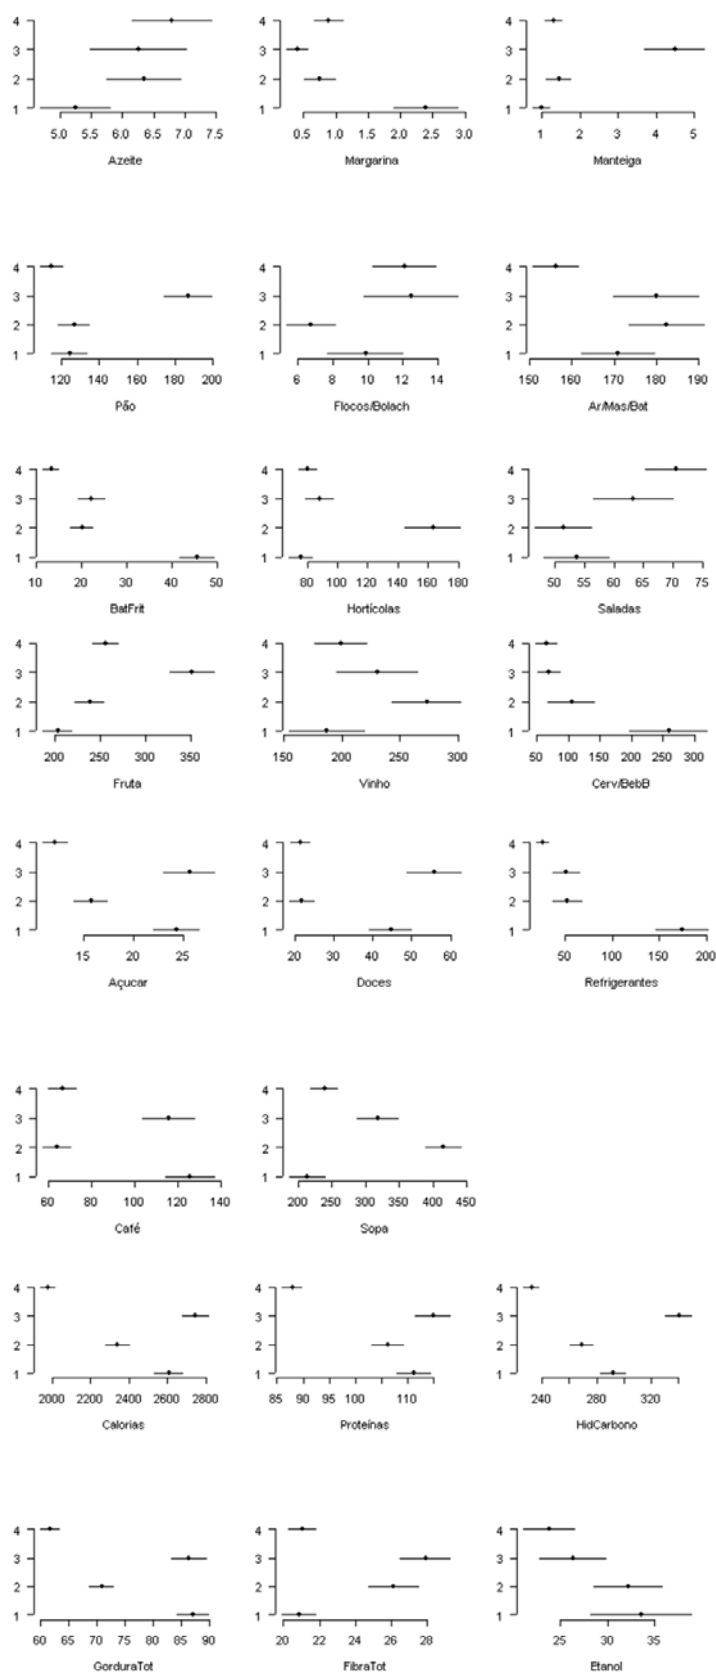 4
3
2
1
5.0 5.5 6.0 6.5 7.0 7.5
Azeite
4
3
2
1
0.5 1.0 1.5 2.0 2.5 3.0
Margarina
4
3
2
1
1 2 3 4 5
Manteiga
4
3
2
1
120 140 160 180 200
Pão
4
3
2
1
6 8 10 12 14
Flocos/Bolach
4
3
2
1
150 160 170 180 190
Ar/Mas/Bat
4
3
2
1
10 20 30 40 50
BatFrit
4
3
2
1
80 100 120 140 160 180
Hortícolas
4
3
2
1
50 55 60 65 70 75
Saladas
4
3
2
1
200 250 300 350
Fruta
4
3
2
1
150 200 250 300
Vinho
4
3
2
1
50 100 150 200 250 300
Cerv/BebB
4
3
2
1
15 20 25
Açucar
4
3
2
1
20 30 40 50 60
Doces
4
3
2
1
50 100 150 200
Refrigerantes
4
3
2
1
60 80 100 120 140
Café
4
3
2
1
200 250 300 350 400 450
Sopa
4
3
2
1
2000 2200 2400 2600 2800
Calorias
4
3
2
1
85 90 95 100 110
Proteínas
4
3
2
1
240 280 320
HidCarbono
4
3
2
1
60 65 70 75 80 85 90
GorduraTot
4
3
2
1
20 22 24 26 28
FibraTot
4
3
2
1
25 30 35
Etanol